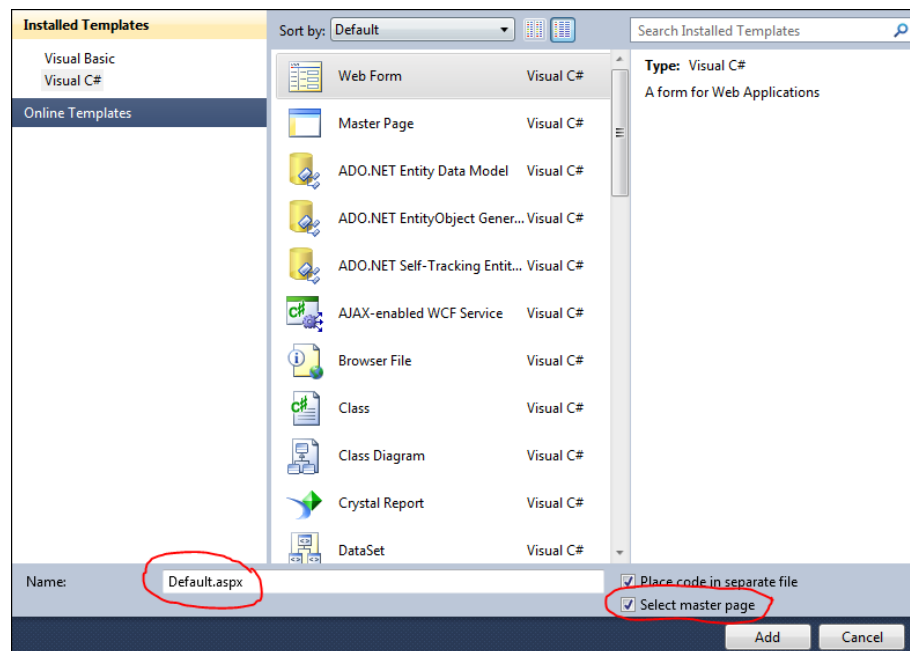 Installed Templates
Visual Basic
Visual C#
Online Templates
Sort by: Default
Web Form Visual C#
Master Page Visual C#
ADO.NET Entity Data Model Visual C#
ADO.NET EntityObject Gener... Visual C#
ADO.NET Self-Tracking Entit... Visual C#
AJAX-enabled WCF Service Visual C#
Browser File Visual C#
Class Visual C#
Class Diagram Visual C#
Crystal Report Visual C#
DataSet Visual C#
Search Installed Templates
Type: Visual C#
A form for Web Applications
Name: Default.aspx
Place code in separate file
Select master page
Add Cancel